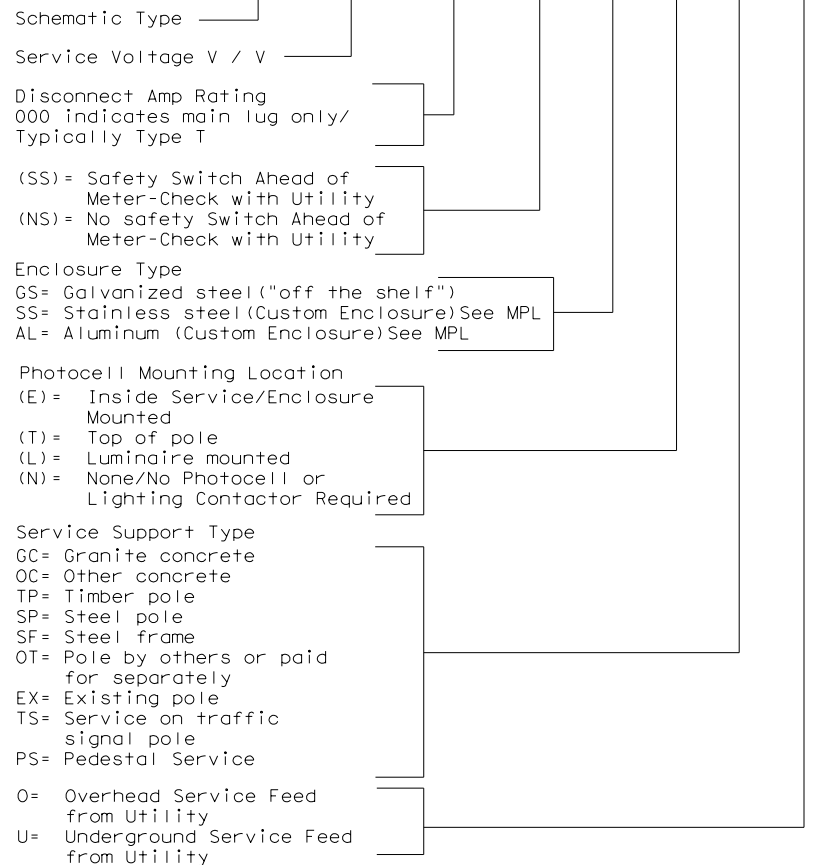 Schematic Type
Service Voltage V / V
Disconnect Amp Rating
000 indicates main lug only/
Typically Type T
(SS)= Safety Switch Ahead of
Meter-Check with Utility
(NS)= No safety Switch Ahead of
Meter-Check with Utility
Enclosure Type
GS= Galvanized steel("off the shelf")
SS= Stainless steel(Custom Enclosure)See MPL
AL= Aluminum (Custom Enclosure)See MPL
Photocell Mounting Location
(E)= Inside Service/Enclosure
Mounted
(T)= Top of pole
(L)= Luminaire mounted
(N)= None/No Photocell or
Lighting Contactor Required
Service Support Type
GC= Granite concrete
OC= Other concrete
TP= Timber pole
SP= Steel pole
SF= Steel frame
OT= Pole by others or paid
for separately
EX= Existing pole
TS= Service on traffic
signal pole
PS= Pedestal Service
O= Overhead Service Feed
from Utility
U= Underground Service Feed
from Utility